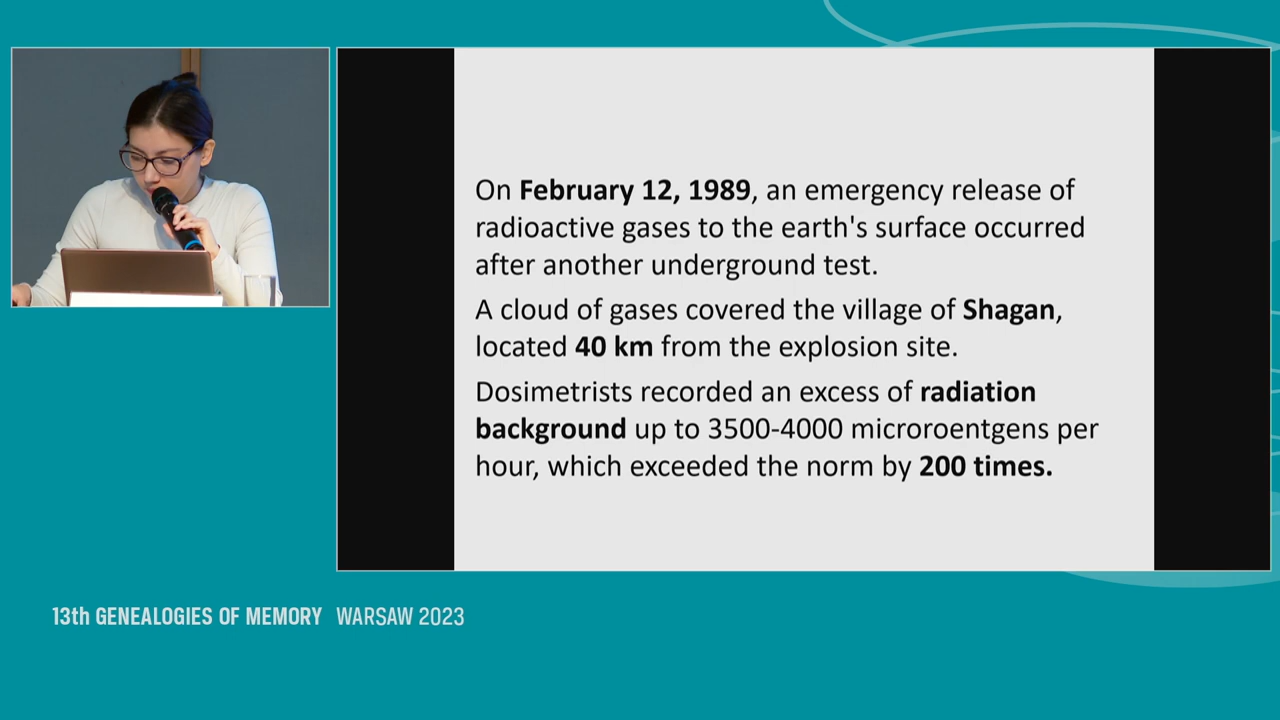 On February 12, 1989, an emergency release of
radioactive gases to the earth's surface occurred
after another underground test.
A cloud of gases covered the village of Shagan,
located 40 km from the explosion site.
Dosimetrists recorded an excess of radiation
background up to 3500-4000 microroentgens per
hour, which exceeded the norm by 200 times.
13th GENEALOGIES OF MEMORY WARSAW 2023